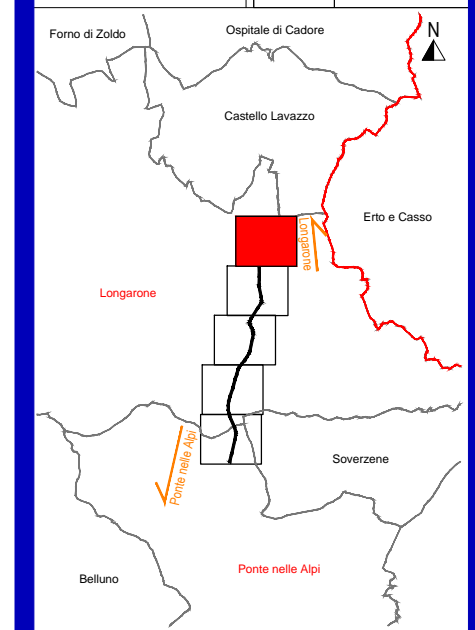 Forno di Zoldo
Ospitale di Cadore
N
Castello Lavazzo
Erto e Casso
Longarone
Longarone
Ponte nelle Alpi
Soverzene
Belluno
Ponte nelle Alpi